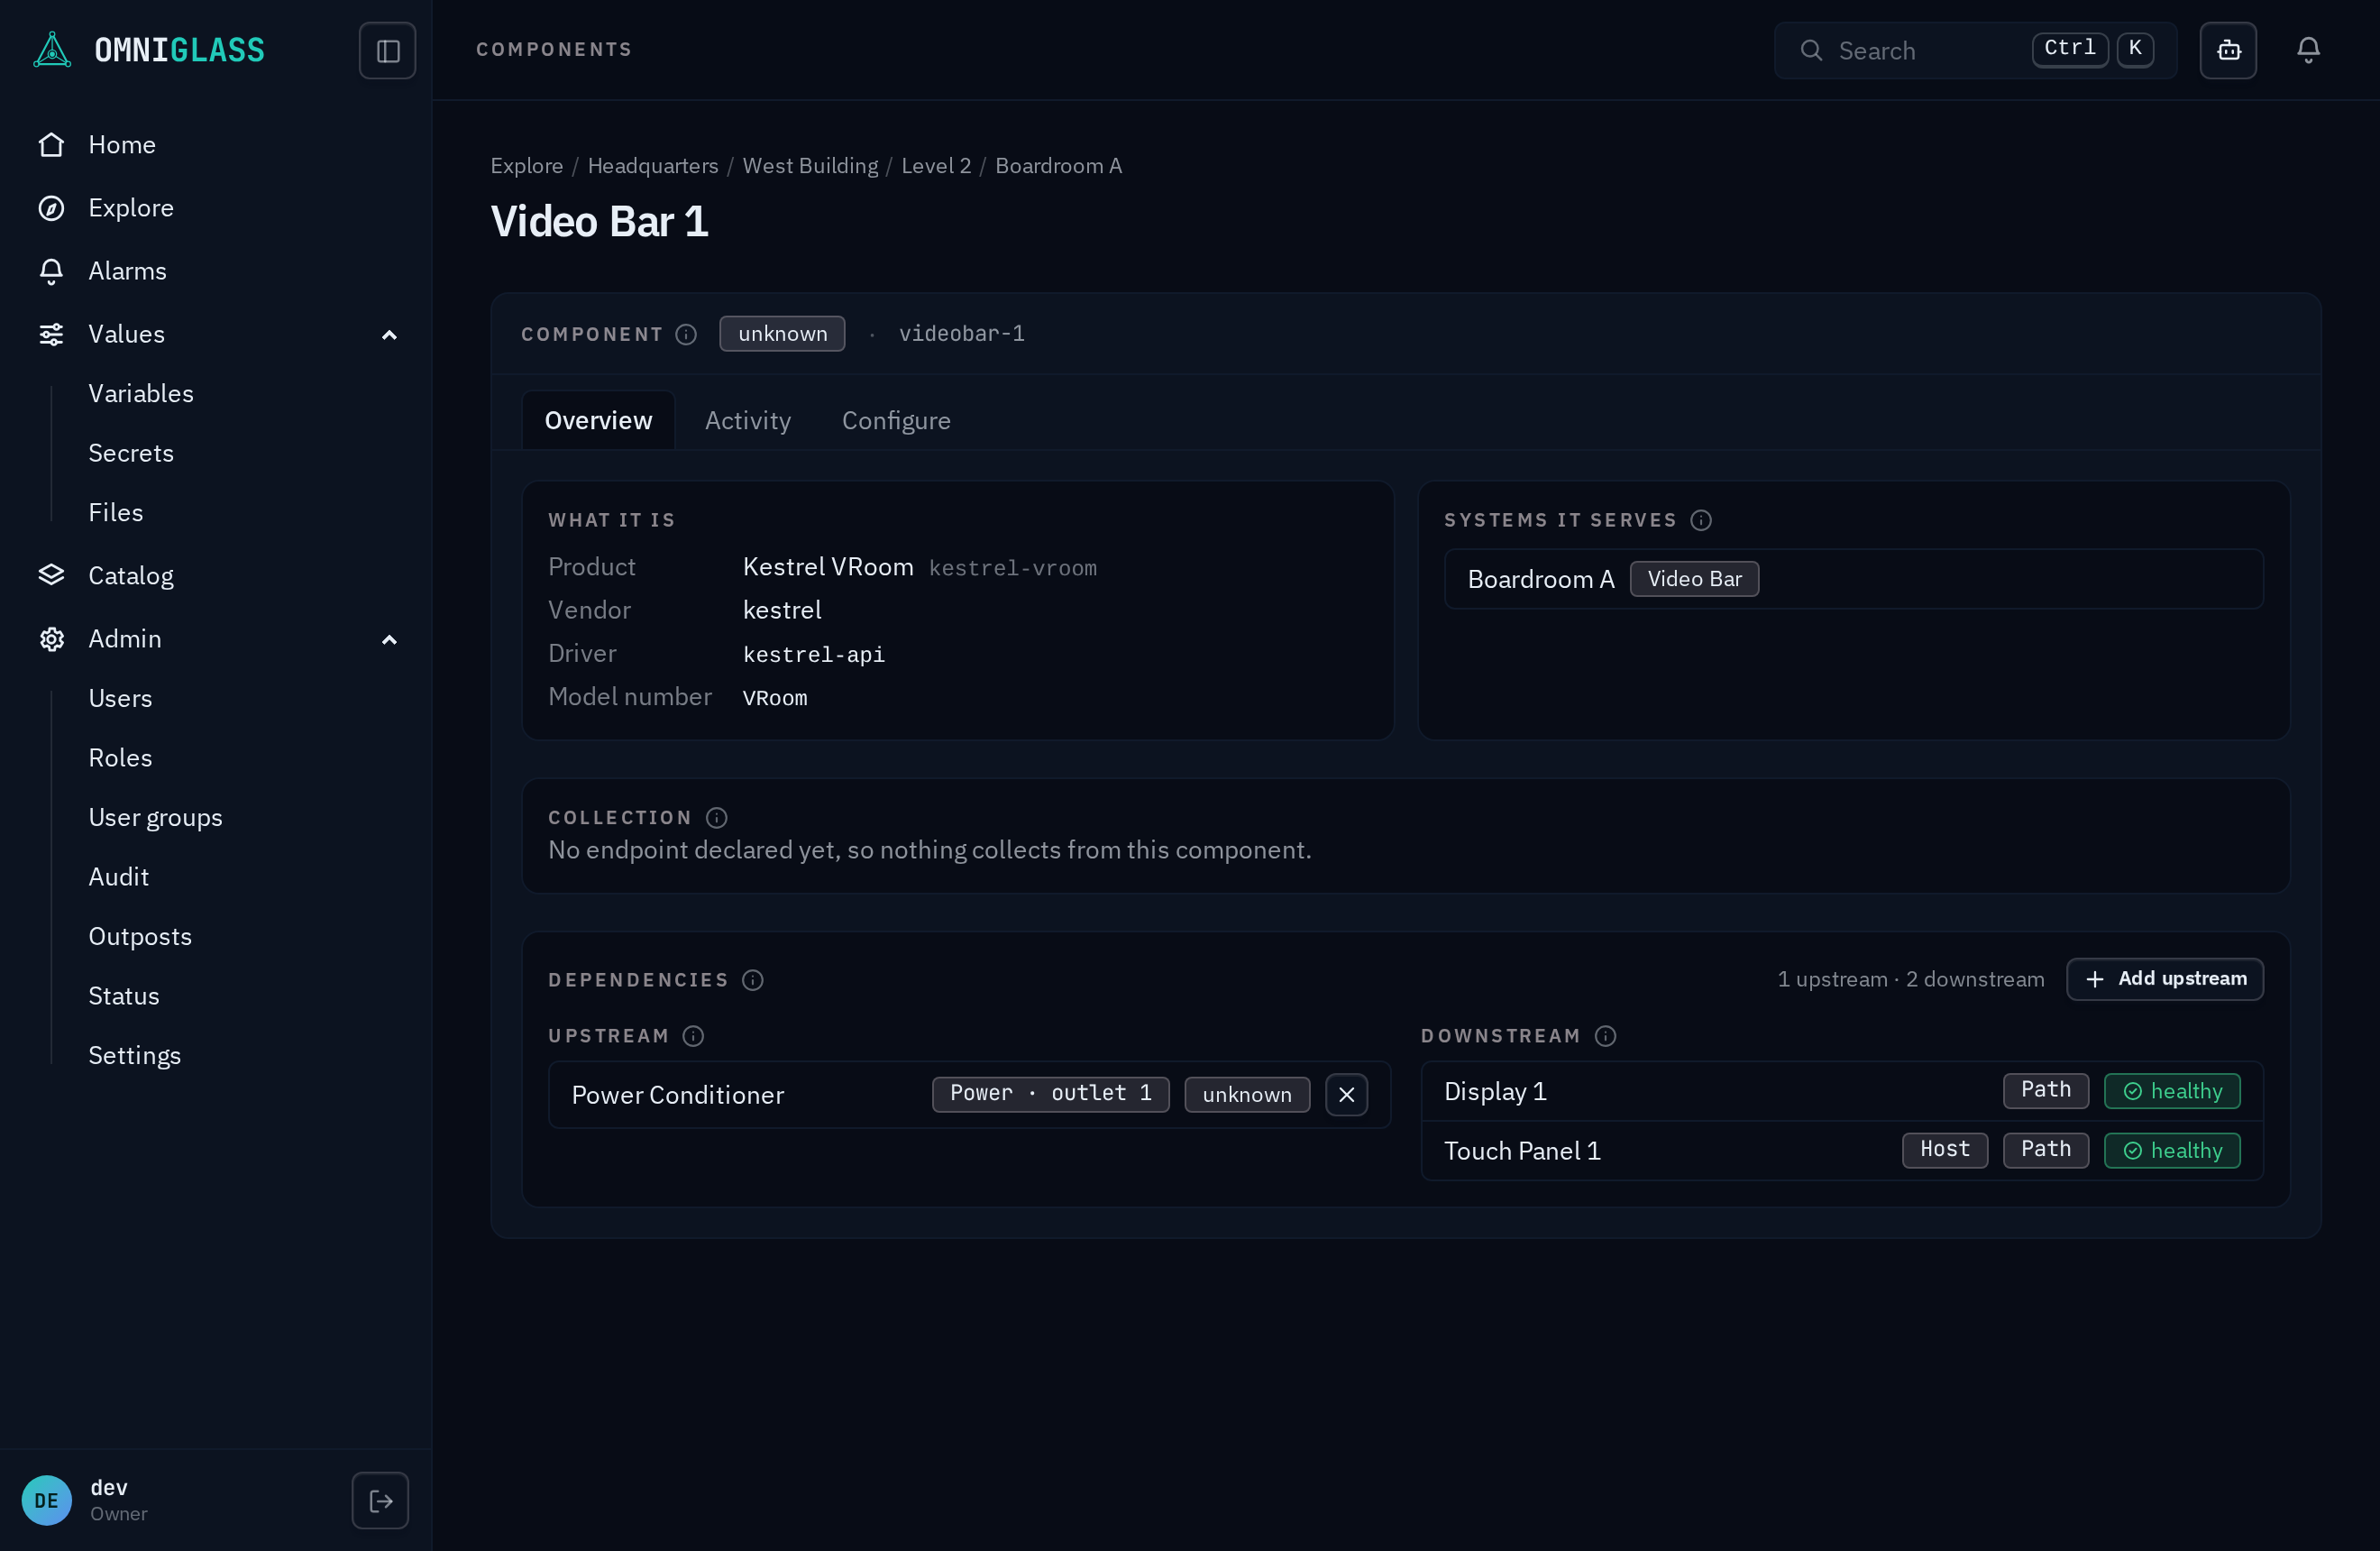 OMNIGLASS
COMPONENTS
Search
Ctrl K
Home
Explore
Alarms
Values
Variables
Secrets
Files
Catalog
Admin
Users
Roles
User groups
Audit
Outposts
Status
Settings
DE
dev
Owner
Explore / Headquarters / West Building / Level 2 / Boardroom A
Video Bar 1
COMPONENT unknown · videobar-1
Overview Activity Configure
WHAT IT IS
Product Kestrel VRoom kestrel-vroom
Vendor kestrel
Driver kestrel-api
Model number VRoom
SYSTEMS IT SERVES
Boardroom A Video Bar
COLLECTION
No endpoint declared yet, so nothing collects from this component.
DEPENDENCIES
1 upstream · 2 downstream
Add upstream
UPSTREAM
Power Conditioner Power · outlet 1 unknown
DOWNSTREAM
Display 1 Path healthy
Touch Panel 1 Host Path healthy